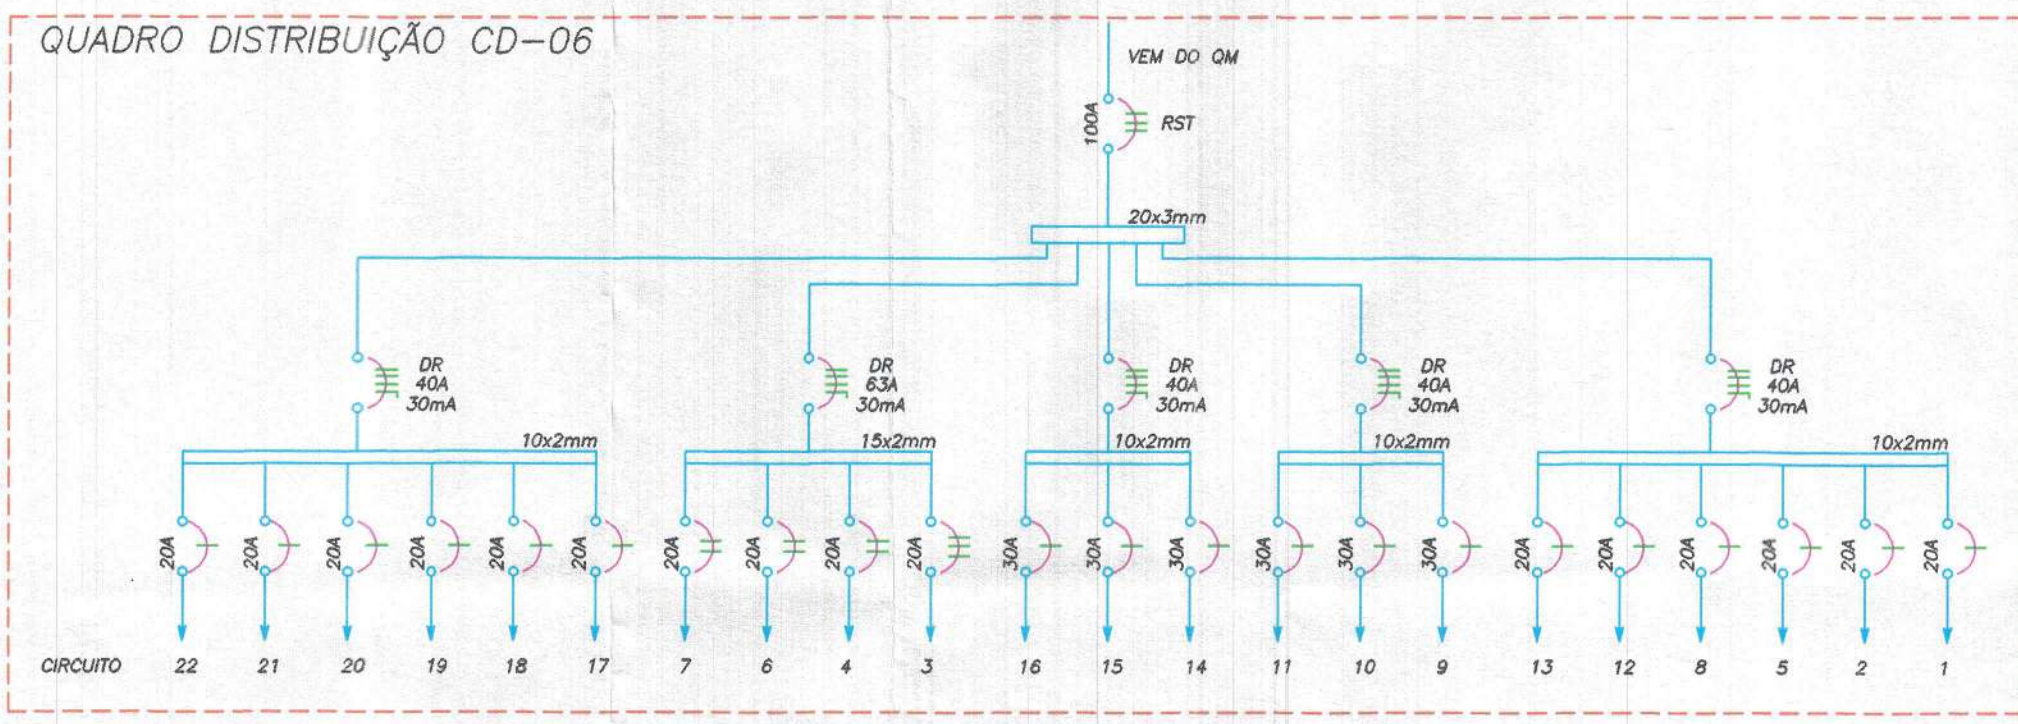 QUADRO DISTRIBUIÇÃO CD-06
VEM DO QM
100A
RST
20x3mm
DR
40A
30mA
DR
63A
30mA
DR
40A
30mA
DR
40A
30mA
DR
40A
30mA
10x2mm
15x2mm
10x2mm
10x2mm
10x2mm
20A 20A 20A 20A 20A 20A 20A 20A 20A 20A 30A 30A 30A 30A 30A 30A 20A 20A 20A 20A 20A 20A
CIRCUITO 22 21 20 19 18 17 7 6 4 3 16 15 14 11 10 9 13 12 8 5 2 1